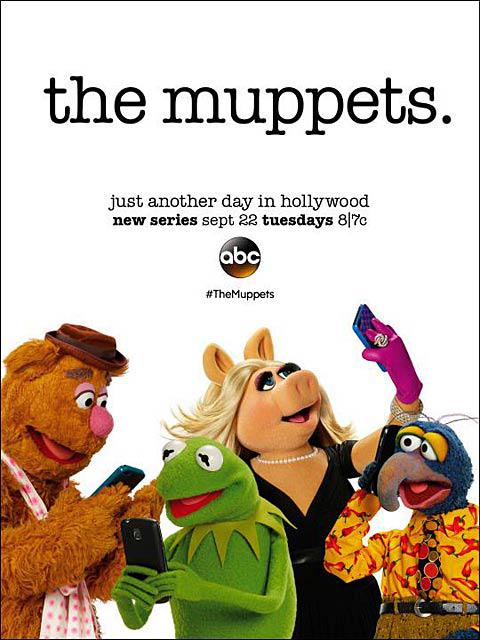 the muppets.
just another day in hollywood
new series sept 22 tuesdays 8|7c
abc
#TheMuppets